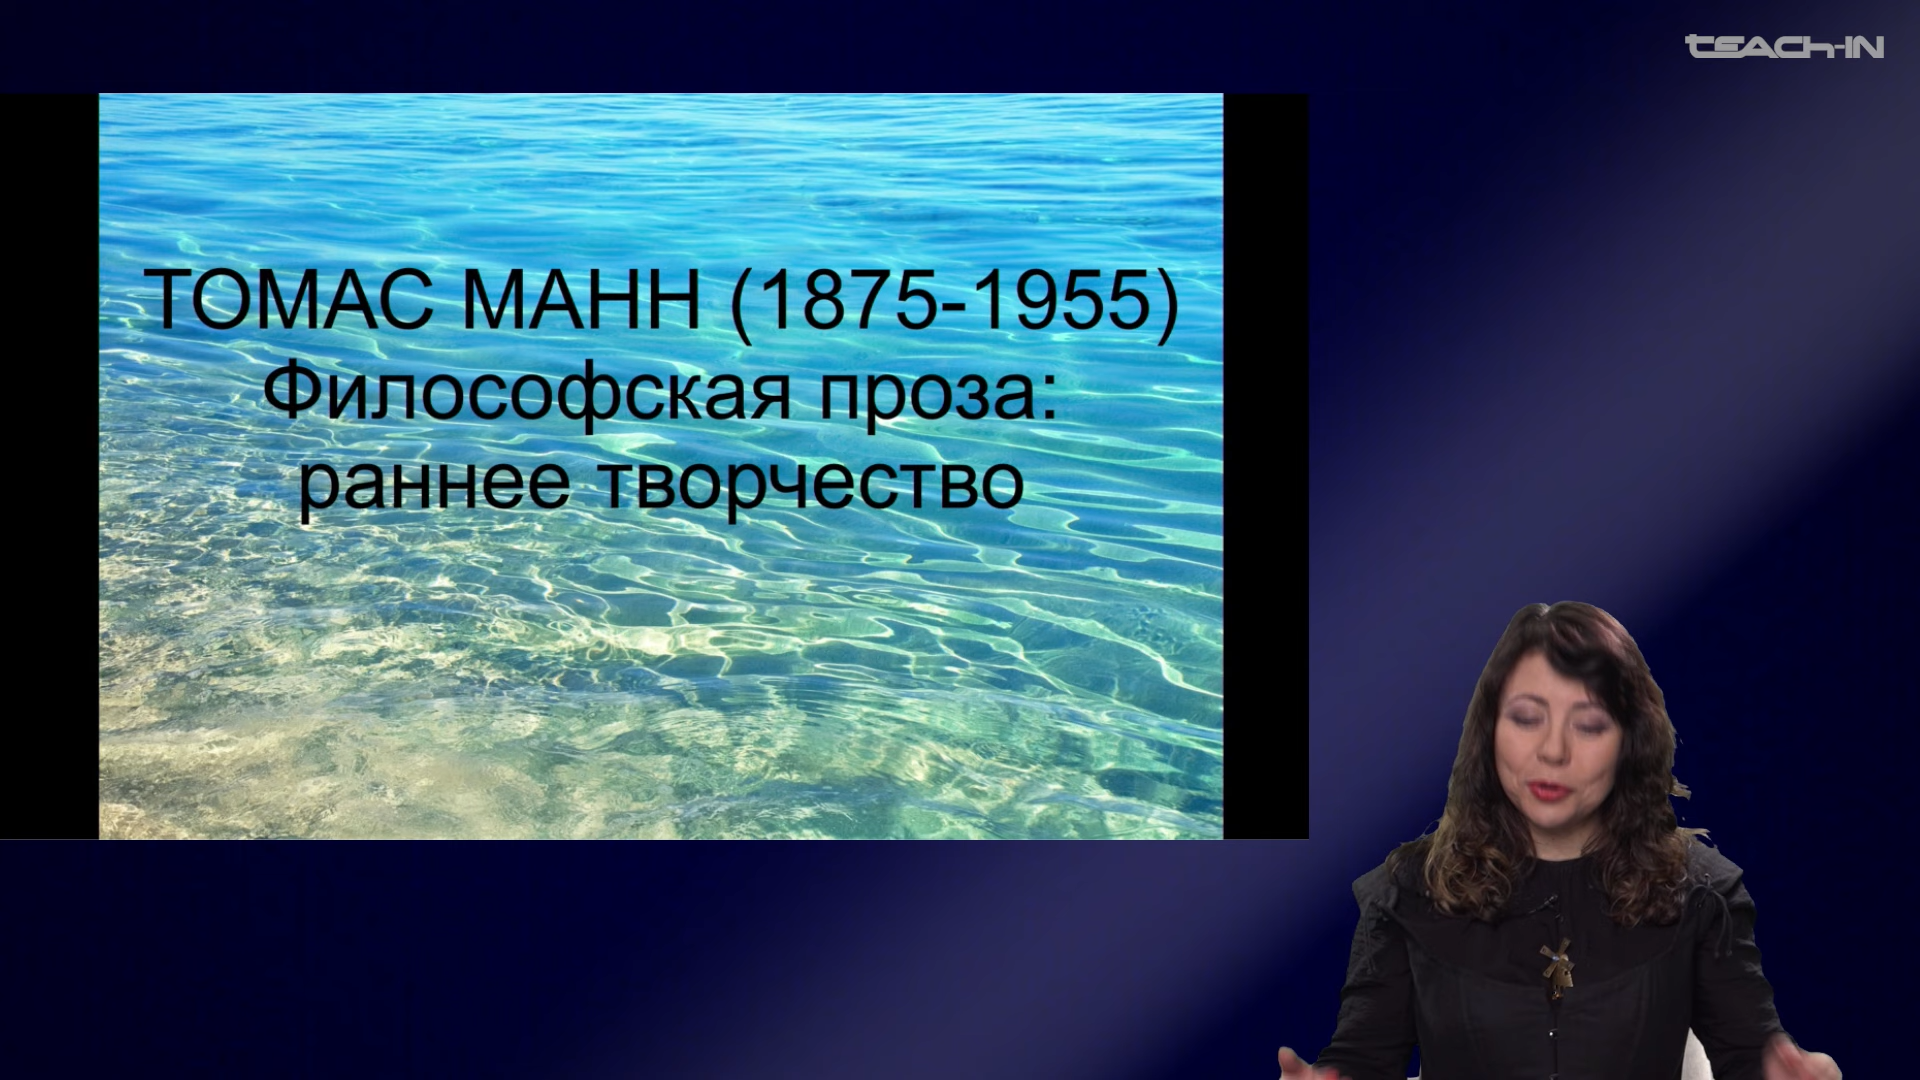 TEACH-IN
ТОМАС МАНН (1875-1955)
Философская проза:
раннее творчество